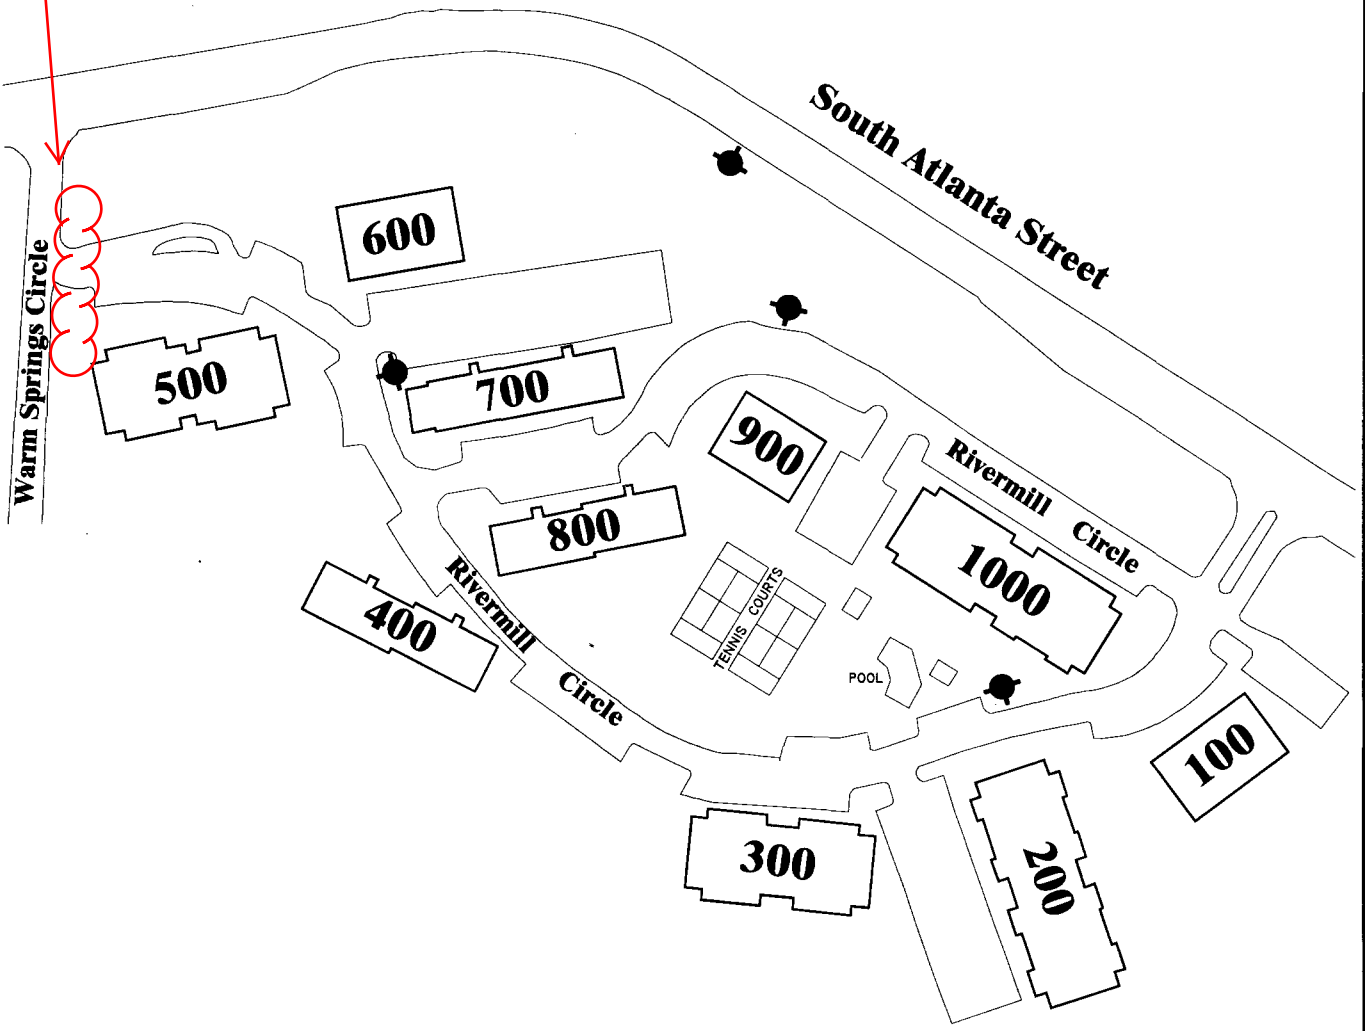 South Atlanta Street
600
Warm Springs Circle
500
700
900
Rivermill Circle
800
1000
Rivermill Circle
400
TENNIS COURTS
POOL
100
300
200